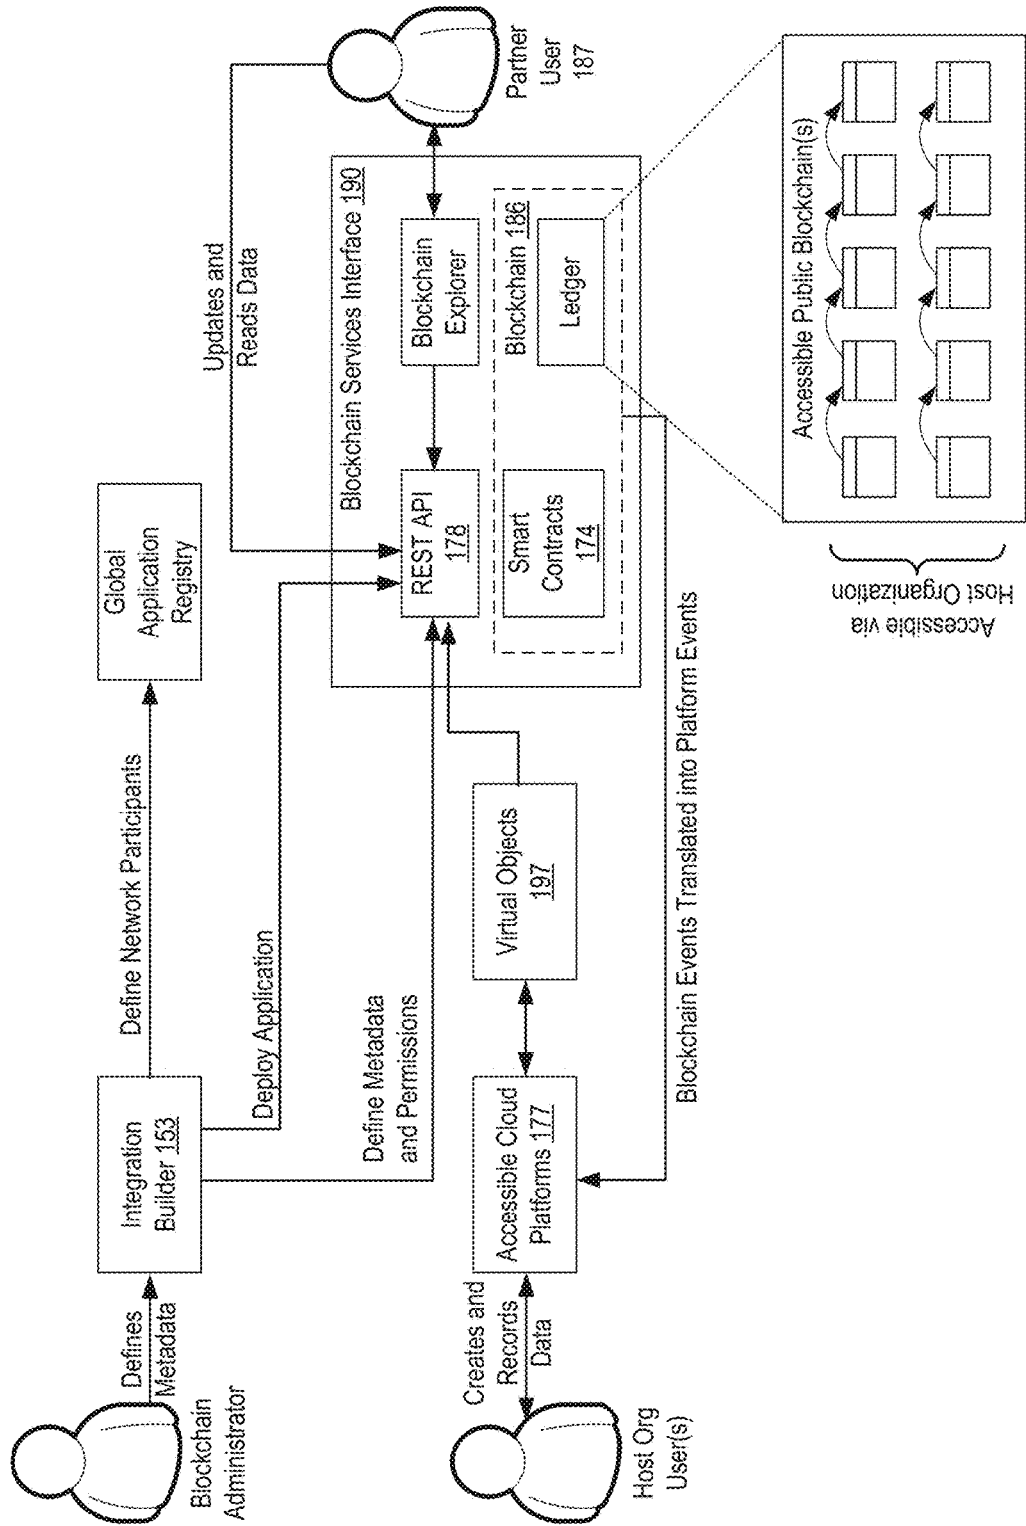 Blockchain
Administrator
Defines
Metadata
Integration
Builder 153
Define Network Participants
Global
Application
Registry
Deploy Application
Define Metadata
and Permissions
Updates and
Reads Data
Partner
User
187
Host Org
User(s)
Creates and
Records
Data
Accessible Cloud
Platforms 177
Virtual Objects
197
Blockchain Services Interface 190
REST API
178
Blockchain
Explorer
Blockchain 186
Smart
Contracts
174
Ledger
Blockchain Events Translated into Platform Events
Accessible via
Host Organization
Accessible Public Blockchain(s)